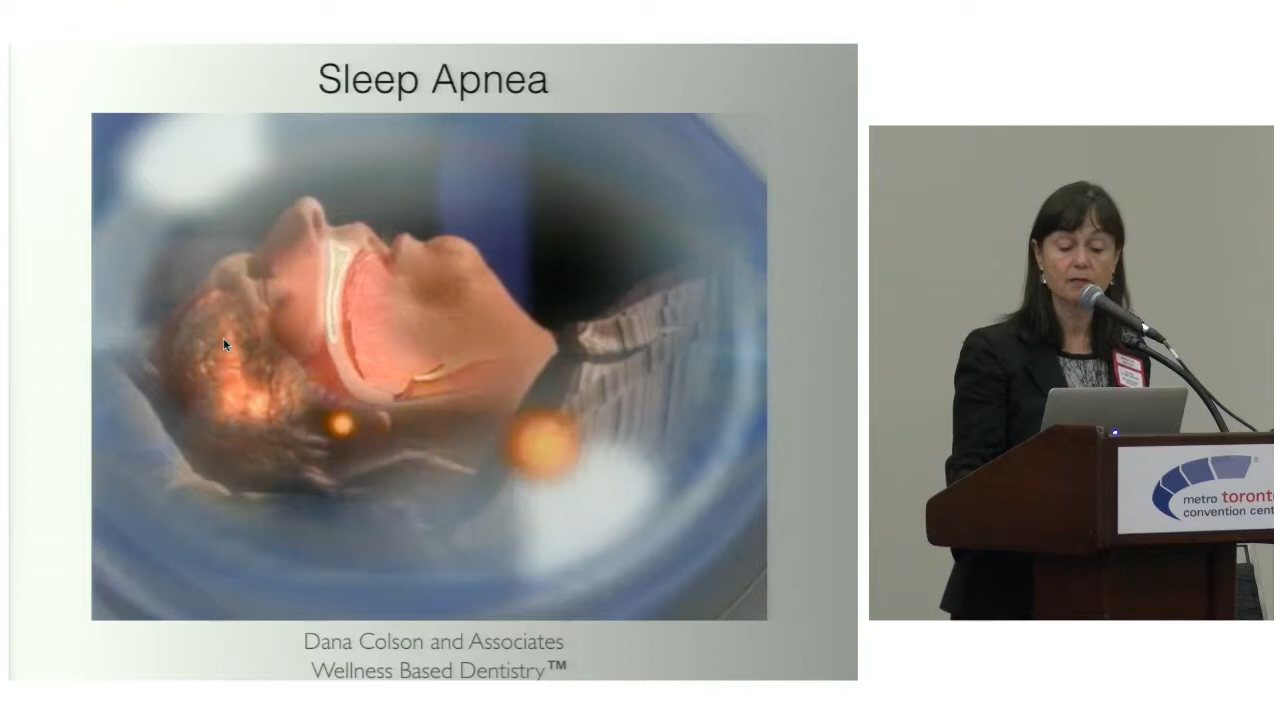 Sleep Apnea
Dana Colson and Associates
Wellness Based Dentistry™
metro toronto
convention cent